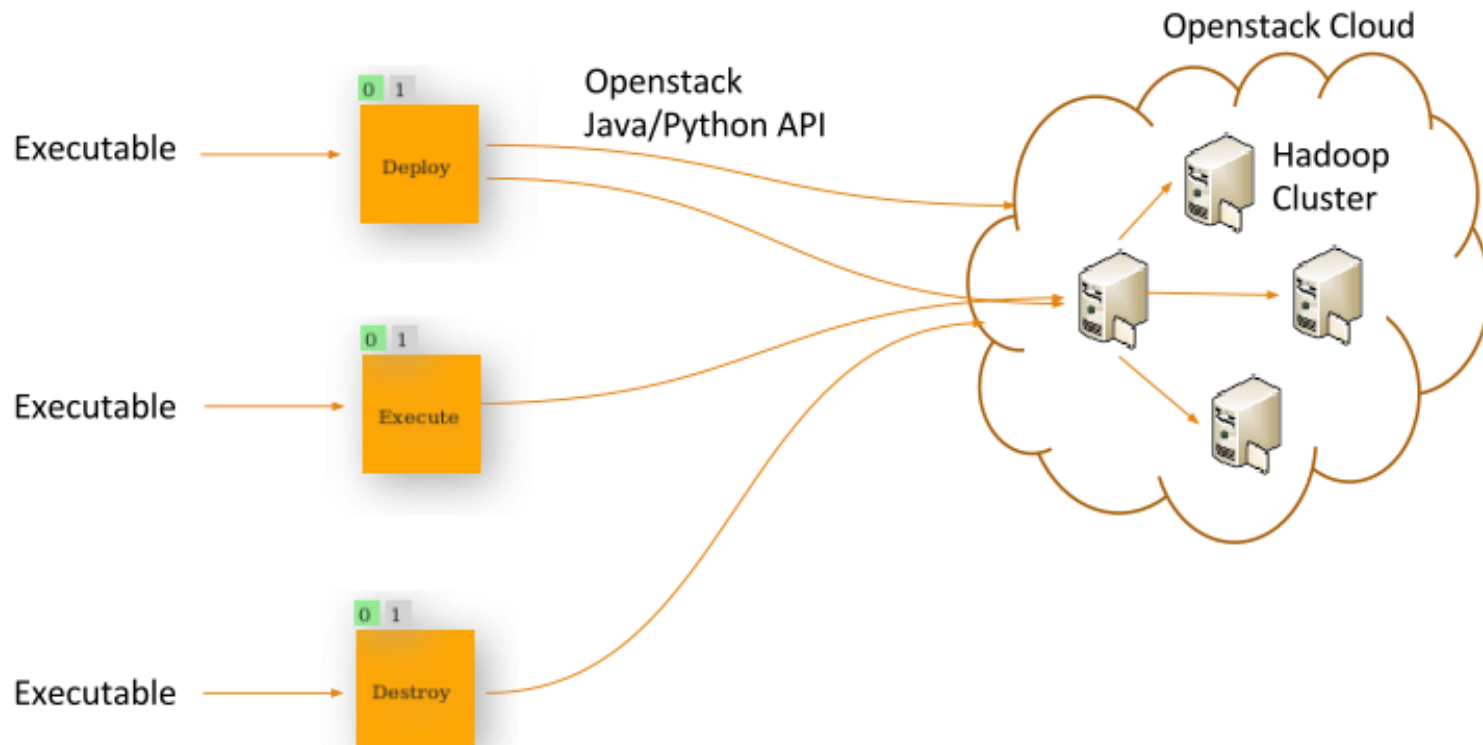 Openstack Cloud
0 1
Openstack
Java/Python API
Executable
Deploy
Hadoop
Cluster
0 1
Executable
Execute
0 1
Executable
Destroy